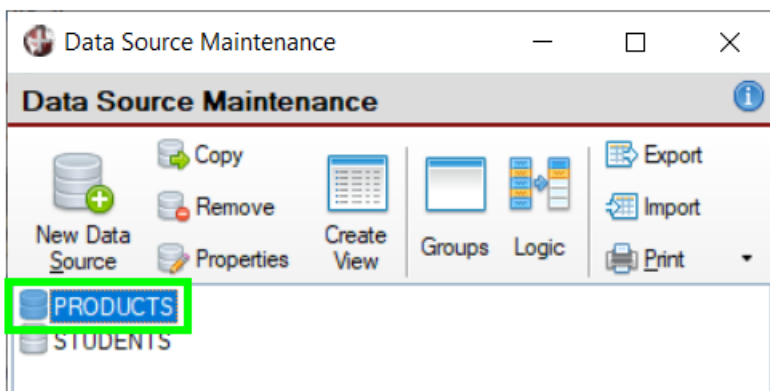 Data Source Maintenance
Data Source Maintenance
New Data Source
Copy
Remove
Properties
Create View
Groups
Logic
Export
Import
Print
PRODUCTS
STUDENTS